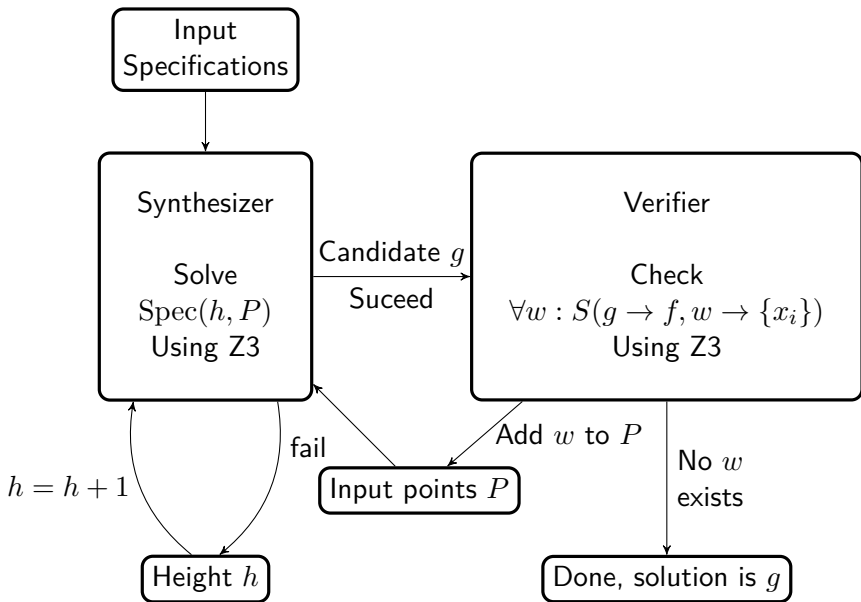 Input
Specifications
Synthesizer
Solve
Spec(h, P)
Using Z3
Candidate g
Suceed
Verifier
Check
∀w : S(g → f, w → {x_i})
Using Z3
h = h + 1
fail
Add w to P
Input points P
No w
exists
Height h
Done, solution is g